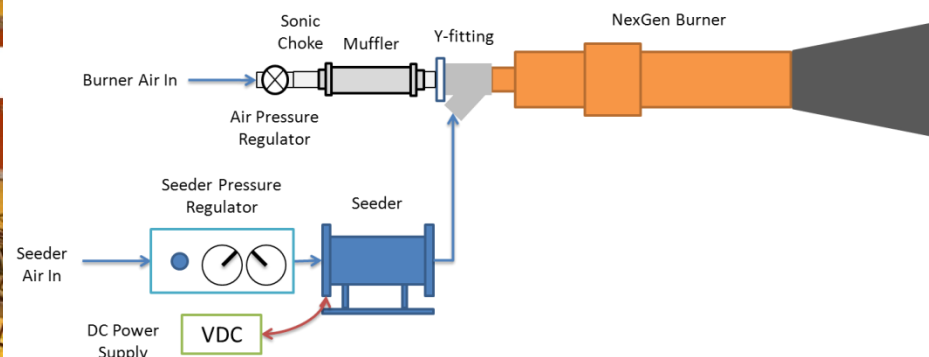 NexGen Burner
Sonic
Choke
Muffler
Y-fitting
Burner Air In
Air Pressure
Regulator
Seeder Pressure
Regulator
Seeder
Seeder
Air In
DC Power
Supply
VDC